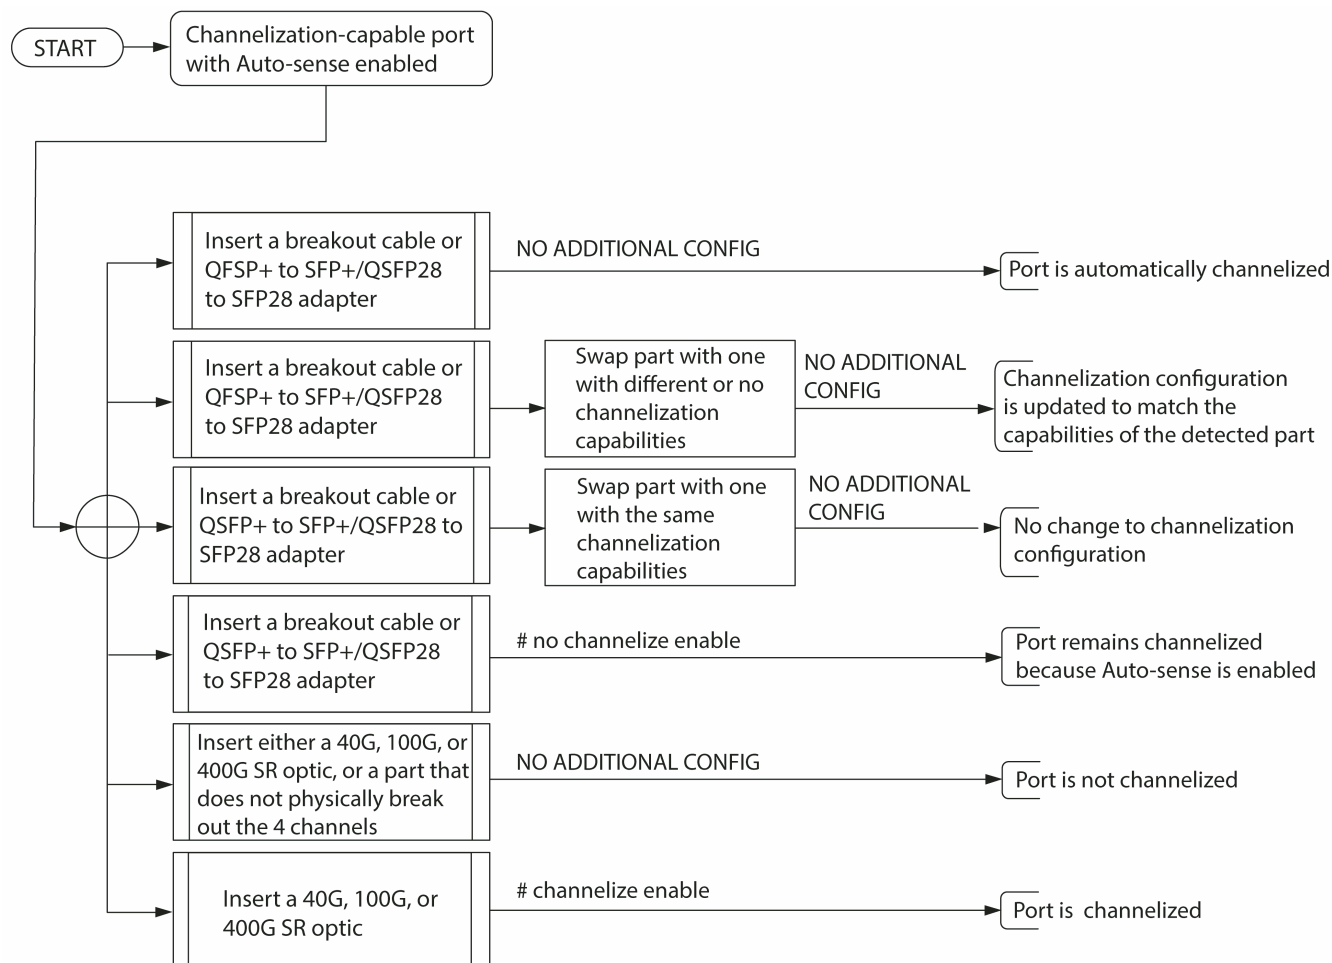 START
Channelization-capable port
with Auto-sense enabled
Insert a breakout cable or
QFSP+ to SFP+/QSFP28
to SFP28 adapter
NO ADDITIONAL CONFIG
Port is automatically channelized
Insert a breakout cable or
QFSP+ to SFP+/QSFP28
to SFP28 adapter
Swap part with one
with different or no
channelization
capabilities
NO ADDITIONAL
CONFIG
Channelization configuration
is updated to match the
capabilities of the detected part
Insert a breakout cable or
QSFP+ to SFP+/QSFP28 to
SFP28 adapter
Swap part with one
with the same
channelization
capabilities
NO ADDITIONAL
CONFIG
No change to channelization
configuration
Insert a breakout cable or
QSFP+ to SFP+/QSFP28
to SFP28 adapter
# no channelize enable
Port remains channelized
because Auto-sense is enabled
Insert either a 40G, 100G, or
400G SR optic, or a part that
does not physically break
out the 4 channels
NO ADDITIONAL CONFIG
Port is not channelized
Insert a 40G, 100G, or
400G SR optic
# channelize enable
Port is channelized